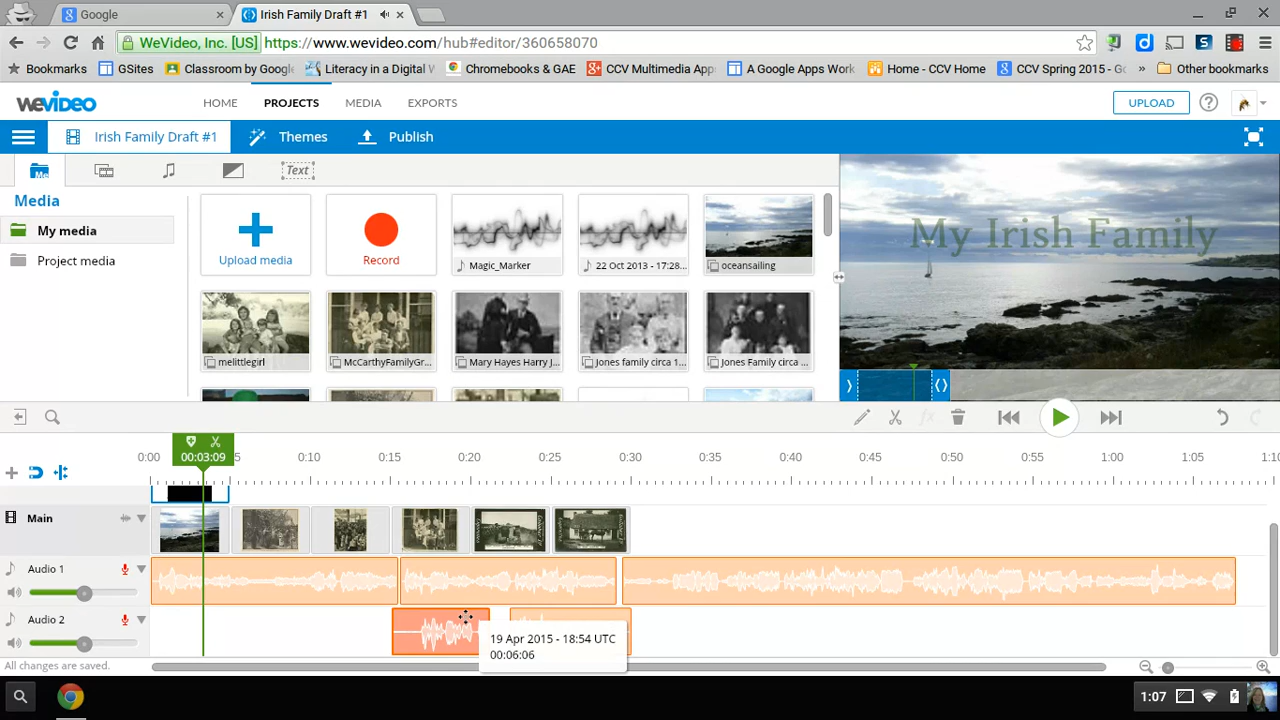 Google
Irish Family Draft #1
WeVideo, Inc. [US]
https://www.wevideo.com/hub#editor/360658070
Bookmarks
GSites
Classroom by Google
Literacy in a Digital W
Chromebooks & GAE
CCV Multimedia App
A Google Apps Work
Home - CCV Home
CCV Spring 2015 - Go
»
Other bookmarks
wevideo
HOME
PROJECTS
MEDIA
EXPORTS
UPLOAD
Irish Family Draft #1
Themes
Publish
Me
Text
Media
My media
Project media
Upload media
Record
Magic_Marker
22 Oct 2013 - 17:28...
oceansailing
melittlegirl
McCarthyFamilyGr...
Mary Hayes Harry J...
Jones family circa 1...
Jones Family circa ...
My Irish Family
fx
00:03:09
0:00
5
0:10
0:15
0:20
0:25
0:30
0:35
0:40
0:45
0:50
0:55
1:00
1:05
1:10
Main
Audio 1
Audio 2
19 Apr 2015 - 18:54 UTC
00:06:06
All changes are saved.
1:07